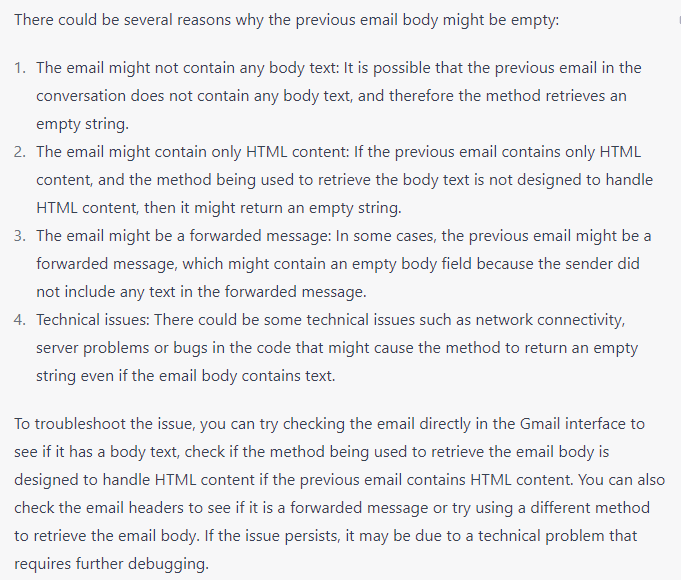 There could be several reasons why the previous email body might be empty:
1. The email might not contain any body text: It is possible that the previous email in the
conversation does not contain any body text, and therefore the method retrieves an
empty string.
2. The email might contain only HTML content: If the previous email contains only HTML
content, and the method being used to retrieve the body text is not designed to handle
HTML content, then it might return an empty string.
3. The email might be a forwarded message: In some cases, the previous email might be a
forwarded message, which might contain an empty body field because the sender did
not include any text in the forwarded message.
4. Technical issues: There could be some technical issues such as network connectivity,
server problems or bugs in the code that might cause the method to return an empty
string even if the email body contains text.
To troubleshoot the issue, you can try checking the email directly in the Gmail interface to
see if it has a body text, check if the method being used to retrieve the email body is
designed to handle HTML content if the previous email contains HTML content. You can also
check the email headers to see if it is a forwarded message or try using a different method
to retrieve the email body. If the issue persists, it may be due to a technical problem that
requires further debugging.